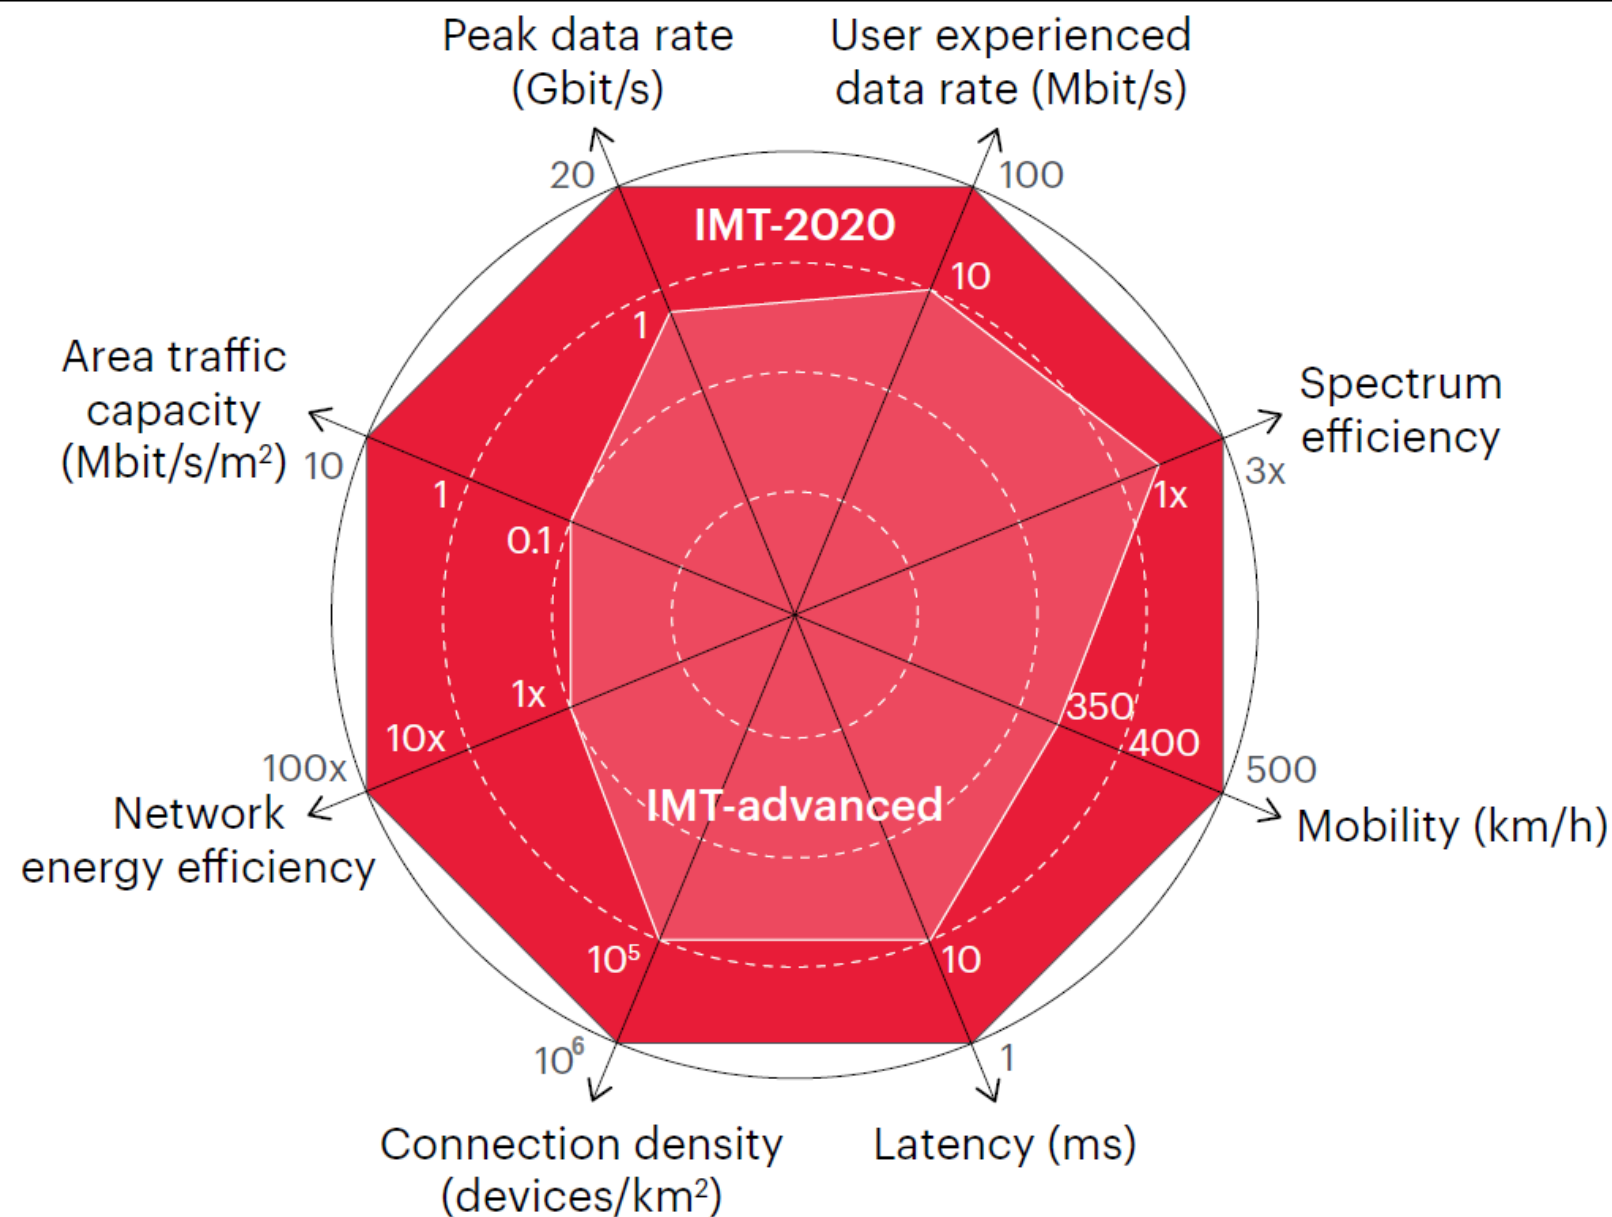 Peak data rate
(Gbit/s)
User experienced
data rate (Mbit/s)
20
100
IMT-2020
10
1
Area traffic
capacity
(Mbit/s/m²)
10
1
0.1
Spectrum
efficiency
3x
1x
350
400
500
Mobility (km/h)
1x
10x
100x
Network
energy efficiency
IMT-advanced
10⁵
10
10⁶
1
Connection density
(devices/km²)
Latency (ms)